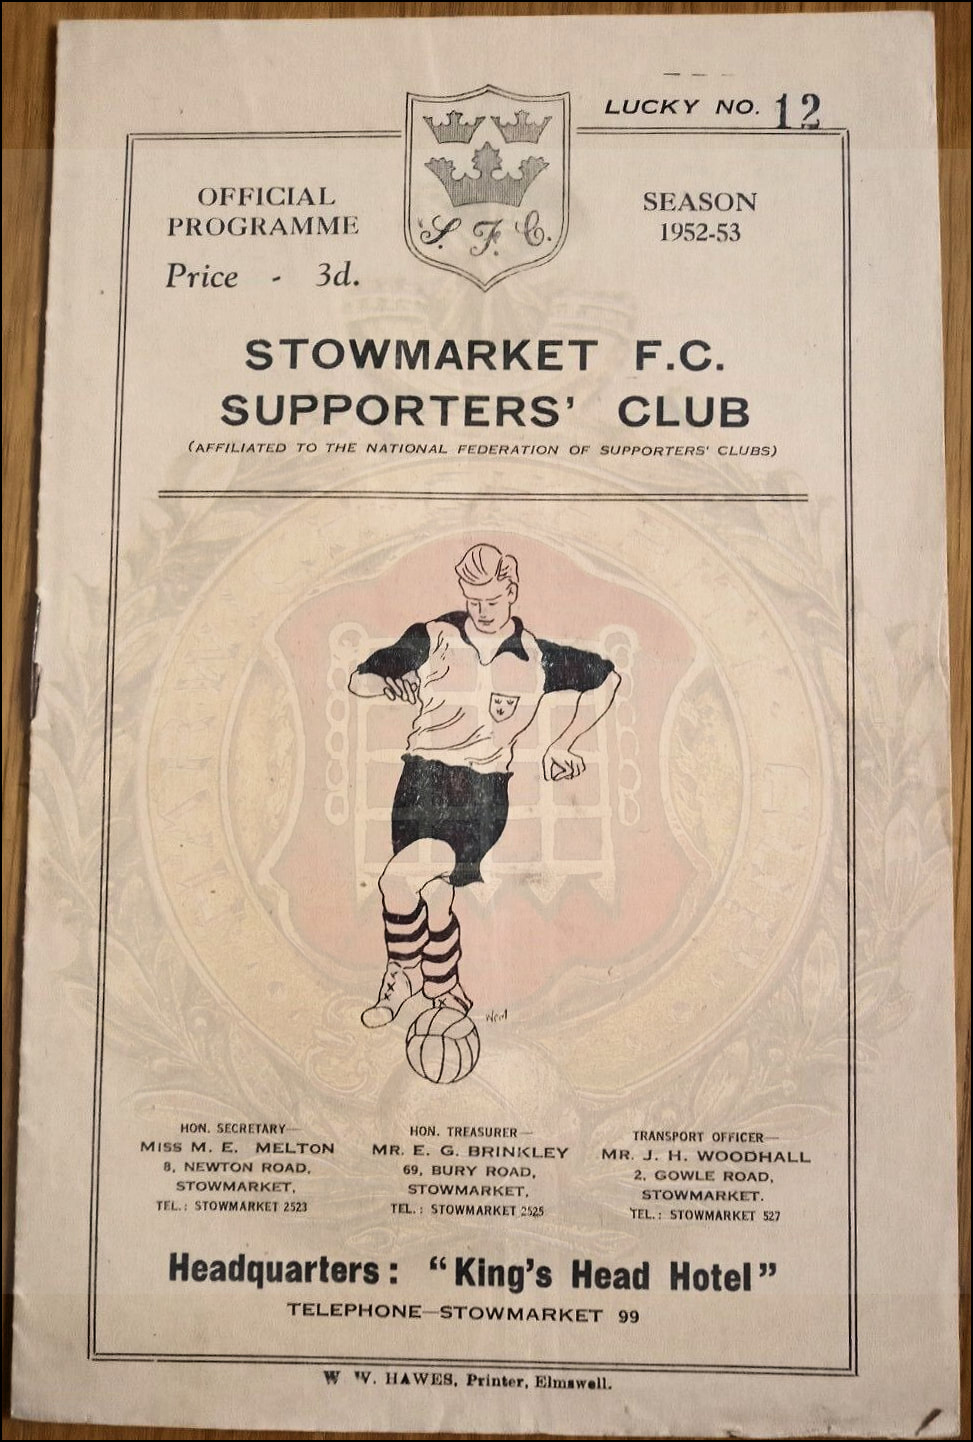 LUCKY NO. 12
S. F. C.
OFFICIAL
PROGRAMME
Price - 3d.
SEASON
1952-53
STOWMARKET F.C.
SUPPORTERS' CLUB
(AFFILIATED TO THE NATIONAL FEDERATION OF SUPPORTERS' CLUBS)
HON. SECRETARY—
MISS M. E. MELTON
8, NEWTON ROAD,
STOWMARKET,
TEL.: STOWMARKET 2523
HON. TREASURER—
MR. E. G. BRINKLEY
69, BURY ROAD,
STOWMARKET,
TEL.: STOWMARKET 2525
TRANSPORT OFFICER—
MR. J. H. WOODHALL
2, GOWLE ROAD,
STOWMARKET.
TEL.: STOWMARKET 527
Headquarters: "King's Head Hotel"
TELEPHONE—STOWMARKET 99
W W. HAWES, Printer, Elmswell.